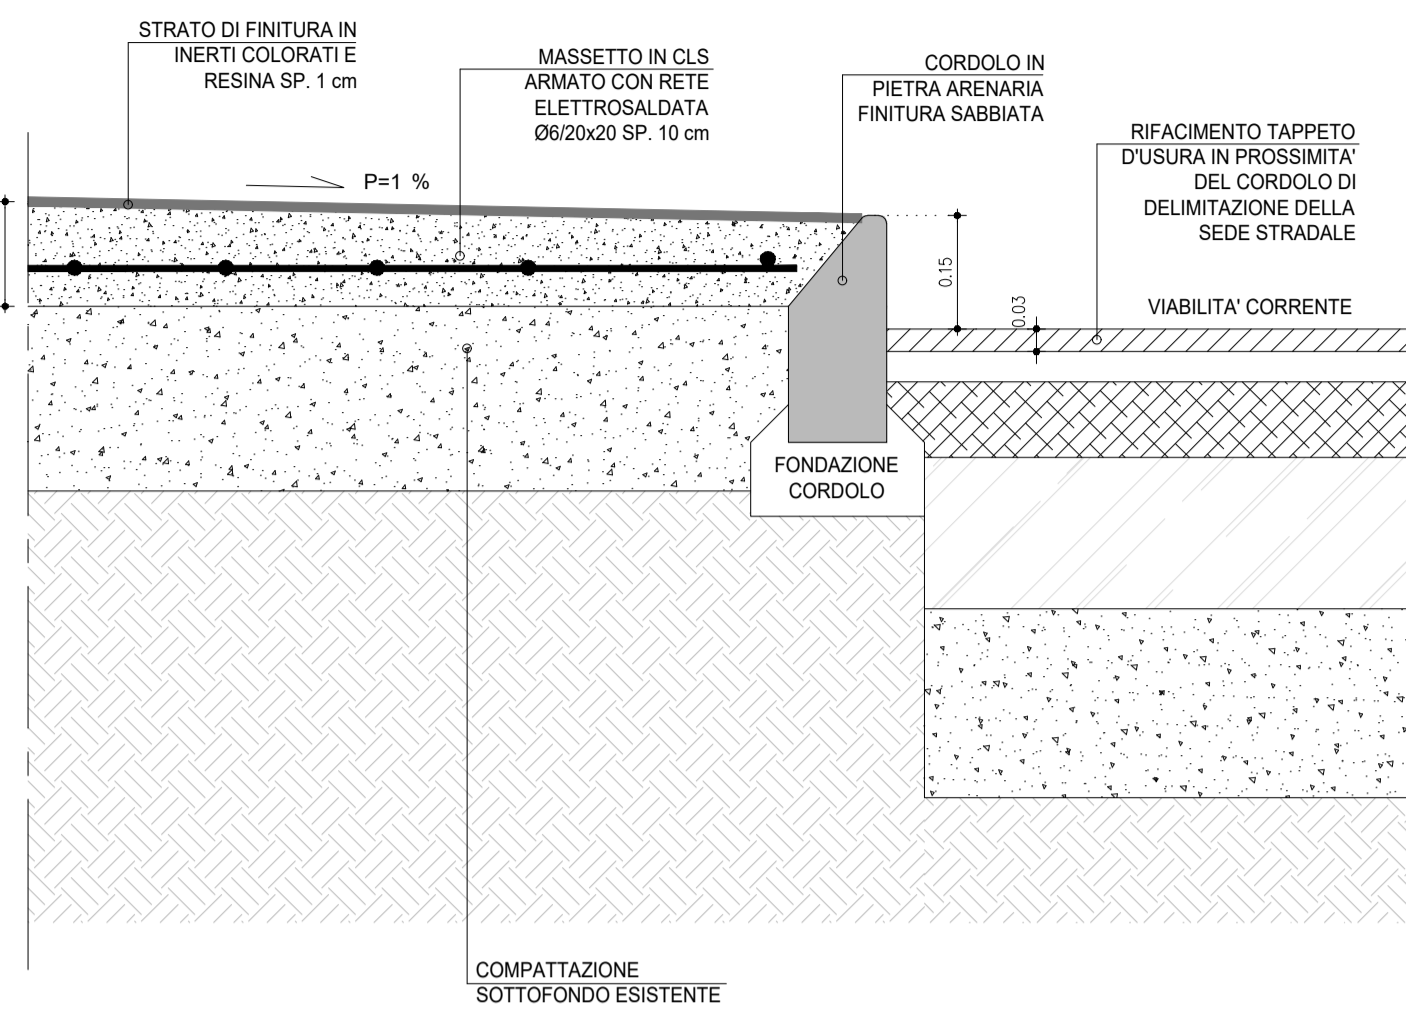 STRATO DI FINITURA IN
INERTI COLORATI E
RESINA SP. 1 cm
MASSETTO IN CLS
ARMATO CON RETE
ELETTROSALDATA
Ø6/20x20 SP. 10 cm
CORDOLO IN
PIETRA ARENARIA
FINITURA SABBIATA
RIFACIMENTO TAPPETO
D'USURA IN PROSSIMITA'
DEL CORDOLO DI
DELIMITAZIONE DELLA
SEDE STRADALE
P=1 %
0.15
0.03
VIABILITA' CORRENTE
FONDAZIONE
CORDOLO
COMPATTAZIONE
SOTTOFONDO ESISTENTE